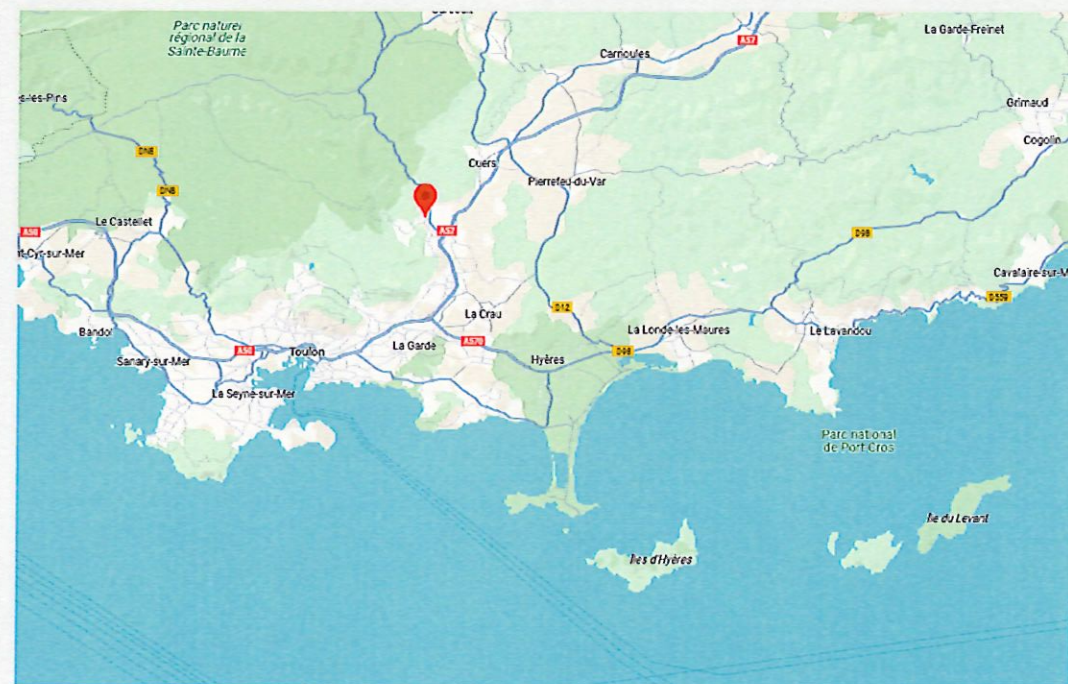 Parc naturel
régional de la
Sainte-Baume
La Garde-Freinet
A57
Carnoules
s-les-Pins
Grimaud
DN8
Cogolin
Cuers
Pierrefeu-du-Var
DN8
Le Castellet
A50
A57
D98
t-Cyr-sur-Mer
Cavalaire-sur-M
D559
D12
La Crau
La Londe-les-Maures
Le Lavandou
Bandol
A570
La Garde
A50
Toulon
D98
Hyères
Sanary-sur-Mer
La Seyne-sur-Mer
Parc national
de Port-Cros
Île du Levant
Îles d'Hyères